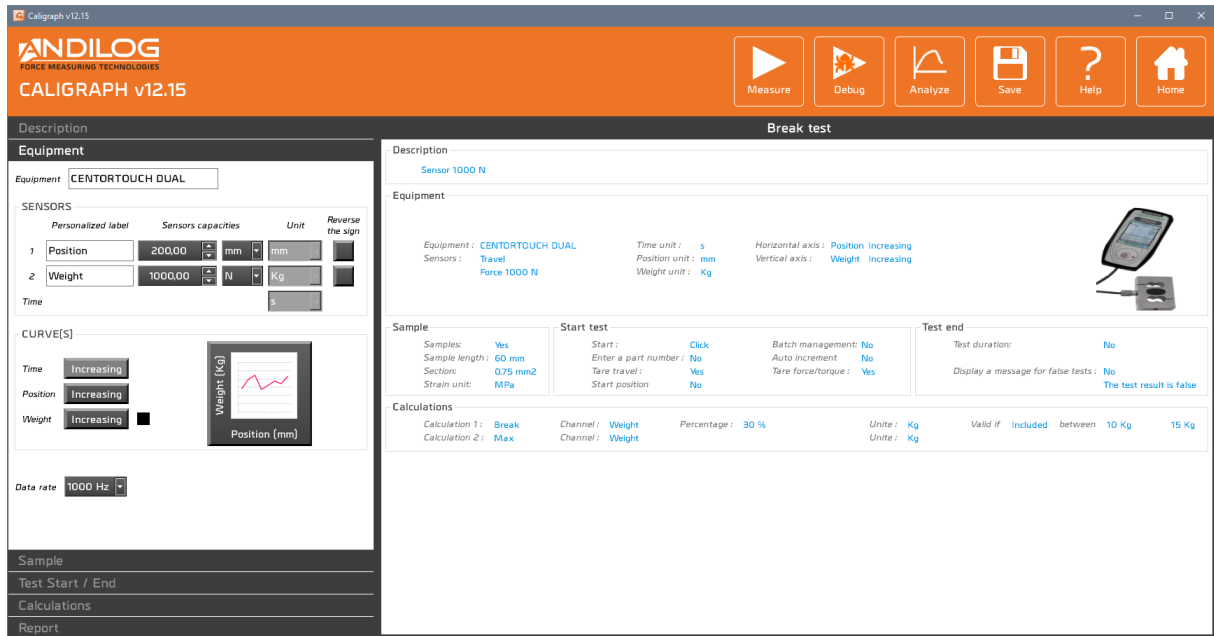 Caligraph v12.15
ANDILOG
FORCE MEASURING TECHNOLOGIES
CALIGRAPH v12.15
Measure Debug Analyze Save Help Home
Description
Equipment
Equipment CENTORTOUCH DUAL
SENSORS
Personalized label Sensors capacities Unit Reverse the sign
1 Position 200,00 mm mm
2 Weight 1000,00 N Kg
Time s
CURVE(S)
Time Increasing
Position Increasing
Weight Increasing
Weight (Kg)
Position (mm)
Data rate 1000 Hz
Sample
Test Start / End
Calculations
Report
Break test
Description
Sensor 1000 N
Equipment
Equipment : CENTORTOUCH DUAL Time unit : s Horizontal axis : Position Increasing
Sensors : Travel Position unit : mm Vertical axis : Weight Increasing
Force 1000 N Weight unit : Kg
Sample
Samples: Yes
Sample length : 60 mm
Section: 0.75 mm2
Strain unit: MPa
Start test
Start : Click Batch management: No
Enter a part number : No Auto increment No
Tare travel : Yes Tare force/torque : Yes
Start position No
Test end
Test duration: No
Display a message for false tests : No
The test result is false
Calculations
Calculation 1 : Break Channel : Weight Percentage : 30 % Unite : Kg Valid if Included between 10 Kg 15 Kg
Calculation 2 : Max Channel : Weight Unite : Kg